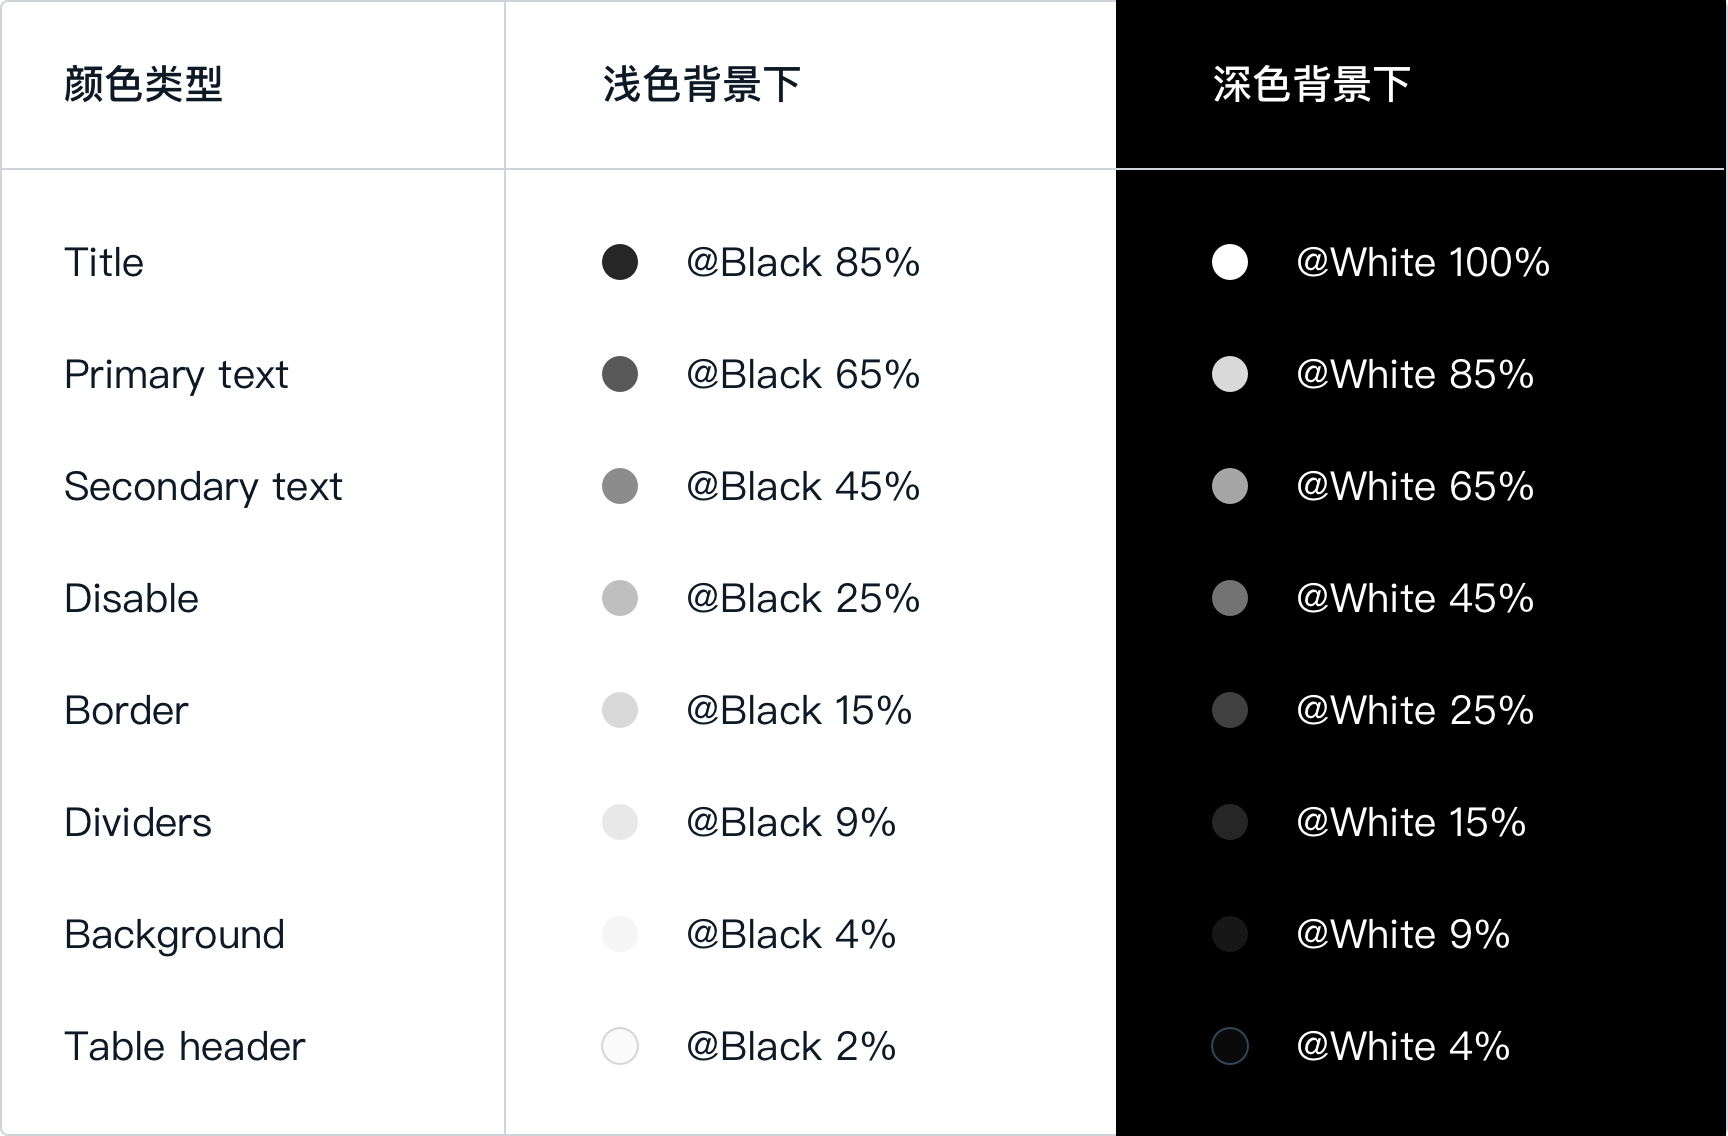 颜色类型 浅色背景下 深色背景下
Title @Black 85% @White 100%
Primary text @Black 65% @White 85%
Secondary text @Black 45% @White 65%
Disable @Black 25% @White 45%
Border @Black 15% @White 25%
Dividers @Black 9% @White 15%
Background @Black 4% @White 9%
Table header @Black 2% @White 4%